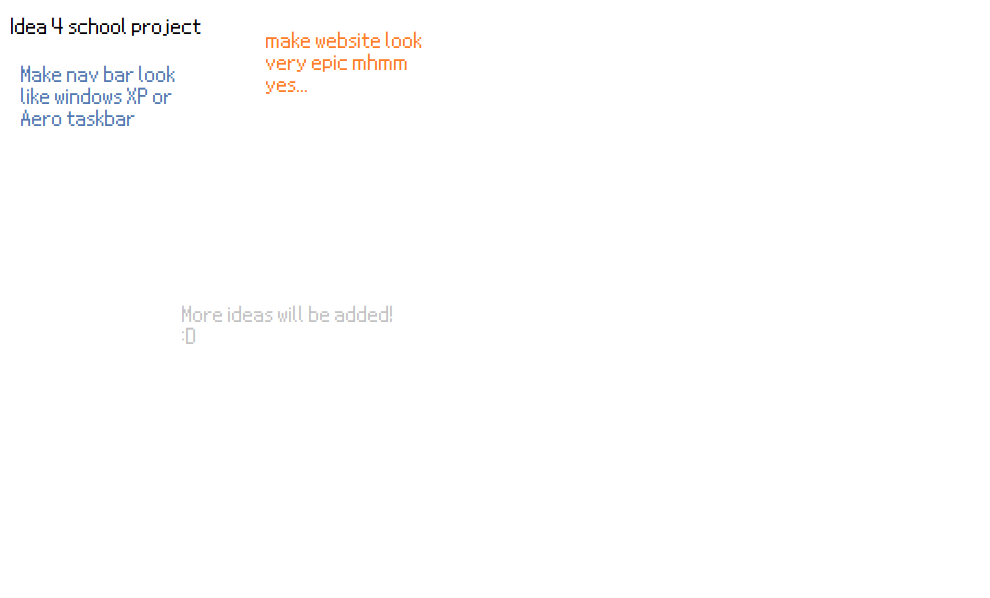 Idea 4 school project
make website look
very epic mhmm
yes...
Make nav bar look
like windows XP or
Aero taskbar
More ideas will be added!
:D